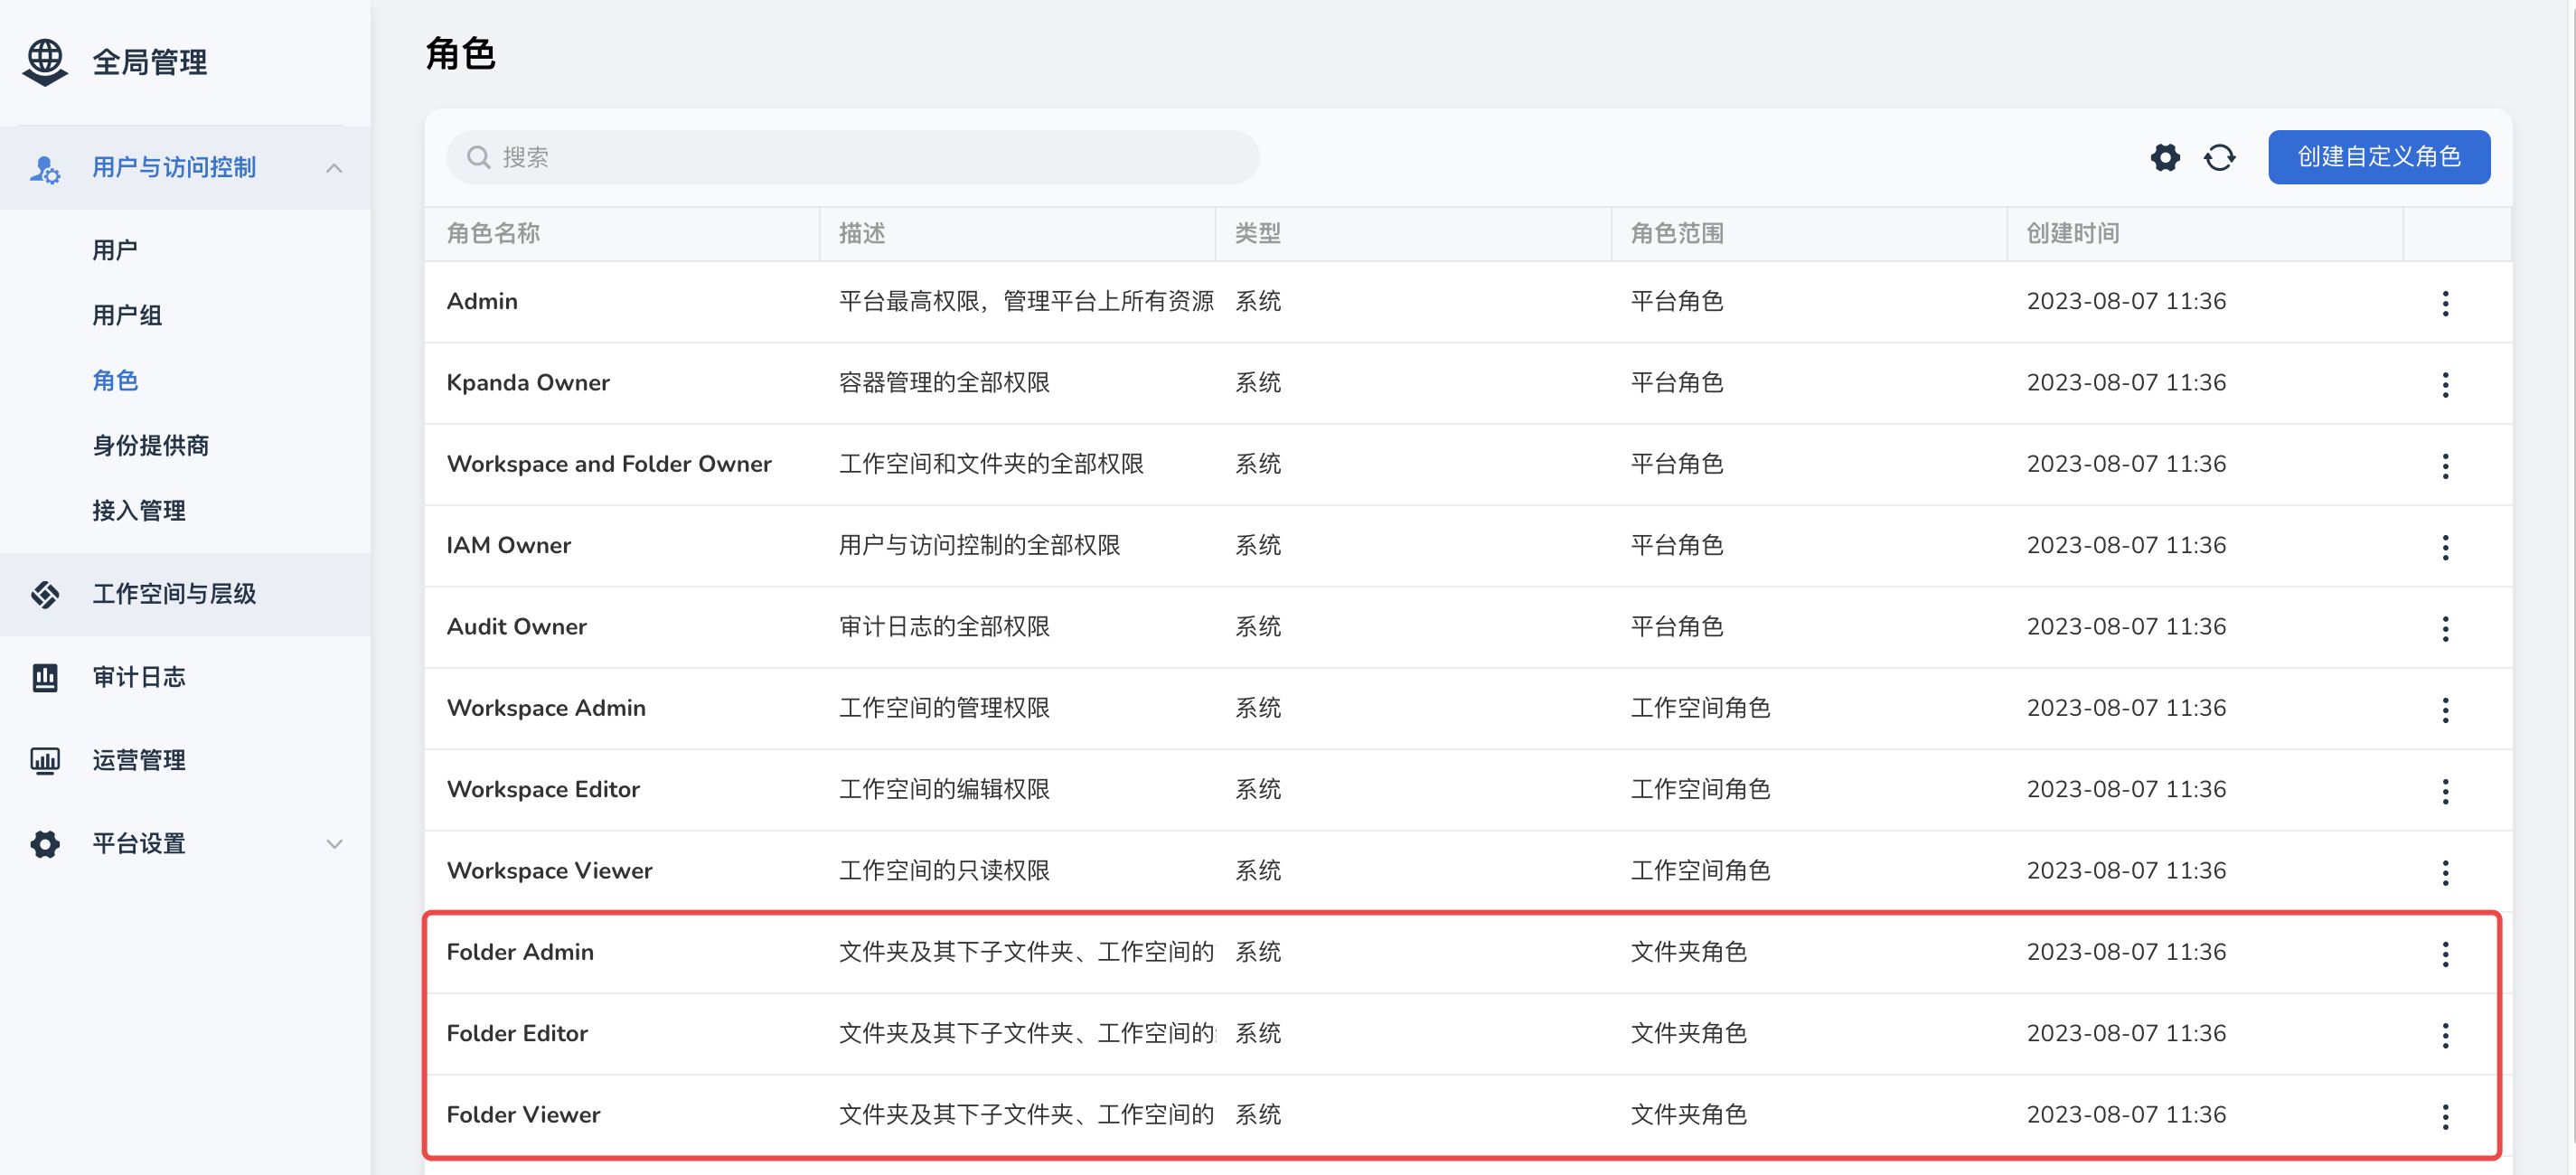 全局管理
用户与访问控制
用户
用户组
角色
身份提供商
接入管理
工作空间与层级
审计日志
运营管理
平台设置
角色
搜索
创建自定义角色
角色名称 描述 类型 角色范围 创建时间
Admin 平台最高权限，管理平台上所有资源 系统 平台角色 2023-08-07 11:36
Kpanda Owner 容器管理的全部权限 系统 平台角色 2023-08-07 11:36
Workspace and Folder Owner 工作空间和文件夹的全部权限 系统 平台角色 2023-08-07 11:36
IAM Owner 用户与访问控制的全部权限 系统 平台角色 2023-08-07 11:36
Audit Owner 审计日志的全部权限 系统 平台角色 2023-08-07 11:36
Workspace Admin 工作空间的管理权限 系统 工作空间角色 2023-08-07 11:36
Workspace Editor 工作空间的编辑权限 系统 工作空间角色 2023-08-07 11:36
Workspace Viewer 工作空间的只读权限 系统 工作空间角色 2023-08-07 11:36
Folder Admin 文件夹及其下子文件夹、工作空间的 系统 文件夹角色 2023-08-07 11:36
Folder Editor 文件夹及其下子文件夹、工作空间的 系统 文件夹角色 2023-08-07 11:36
Folder Viewer 文件夹及其下子文件夹、工作空间的 系统 文件夹角色 2023-08-07 11:36